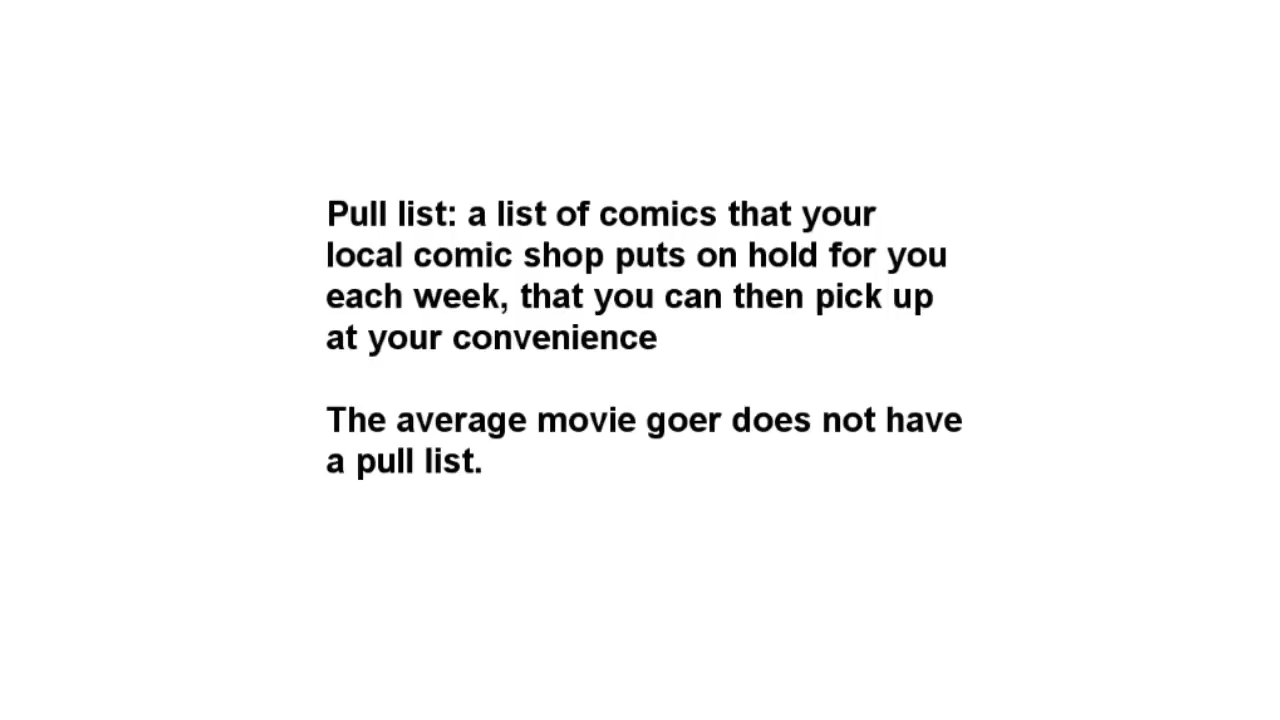 Pull list: a list of comics that your
local comic shop puts on hold for you
each week, that you can then pick up
at your convenience
The average movie goer does not have
a pull list.